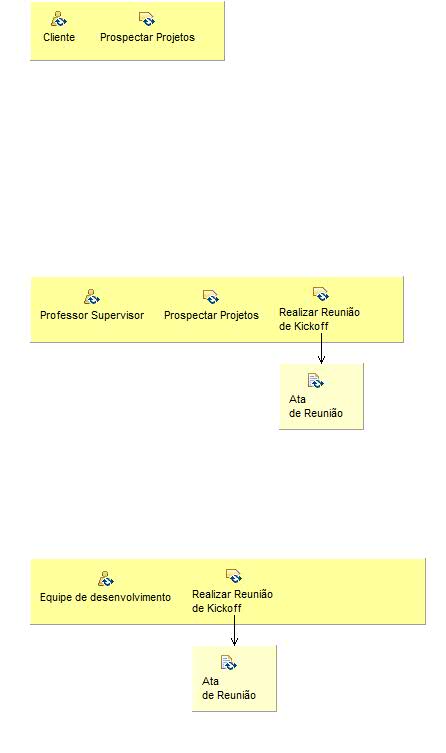 Cliente
Prospectar Projetos
Professor Supervisor
Prospectar Projetos
Realizar Reunião
de Kickoff
Ata
de Reunião
Equipe de desenvolvimento
Realizar Reunião
de Kickoff
Ata
de Reunião